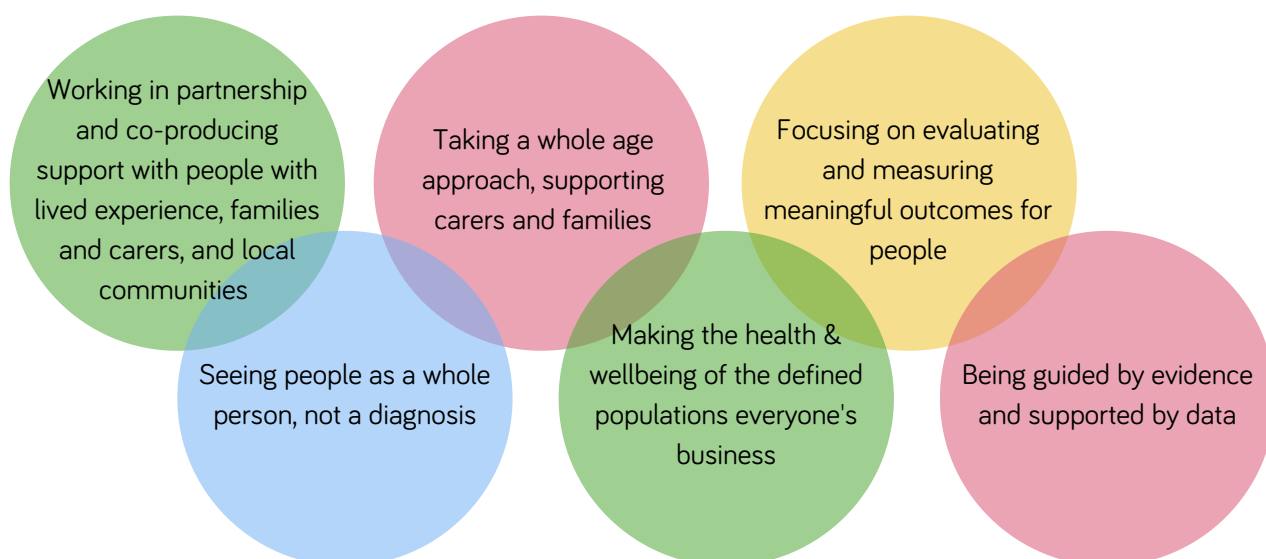 Working in partnership
and co-producing
support with people with
lived experience, families
and carers, and local
communities
Seeing people as a whole
person, not a diagnosis
Taking a whole age
approach, supporting
carers and families
Making the health &
wellbeing of the defined
populations everyone's
business
Focusing on evaluating
and measuring
meaningful outcomes for
people
Being guided by evidence
and supported by data